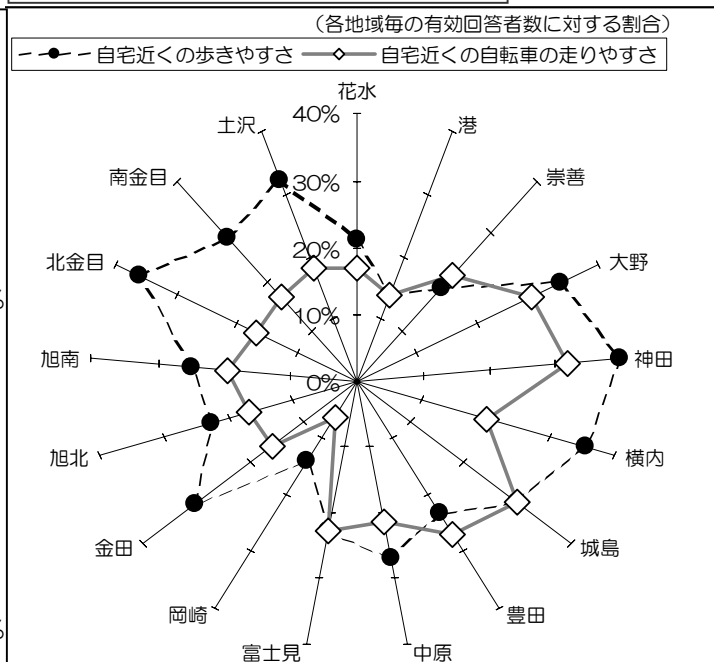 （各地域毎の有効回答者数に対する割合）
自宅近くの歩きやすさ 自宅近くの自転車の走りやすさ
花水
40%
土沢 港
30%
南金目 崇善
20%
北金目 大野
10%
旭南 神田
0%
旭北 横内
金田 城島
岡崎 豊田
富士見 中原